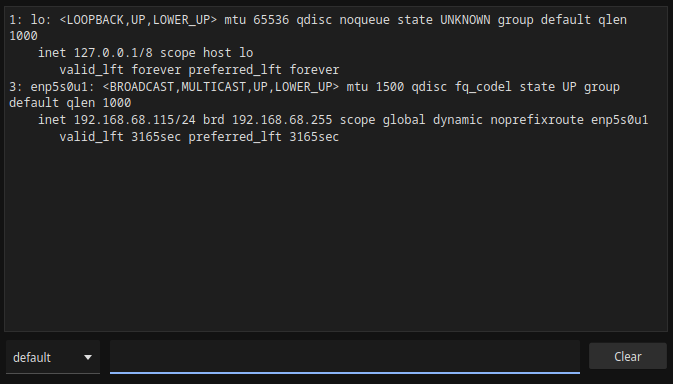 1: lo: <LOOPBACK,UP,LOWER_UP> mtu 65536 qdisc noqueue state UNKNOWN group default qlen
1000
    inet 127.0.0.1/8 scope host lo
       valid_lft forever preferred_lft forever
3: enp5s0u1: <BROADCAST,MULTICAST,UP,LOWER_UP> mtu 1500 qdisc fq_codel state UP group
default qlen 1000
    inet 192.168.68.115/24 brd 192.168.68.255 scope global dynamic noprefixroute enp5s0u1
       valid_lft 3165sec preferred_lft 3165sec
default
Clear